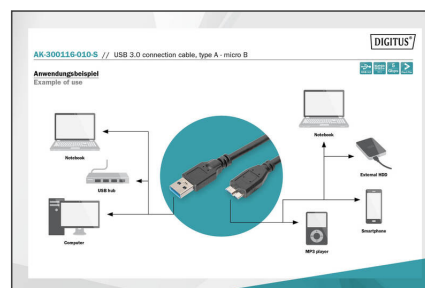 DIGITUS®
AK-300116-010-S // USB 3.0 connection cable, type A - micro B
Anwendungsbeispiel
Example of use
Notebook
Notebook
External HDD
USB hub
Smartphone
Computer
MP3 player